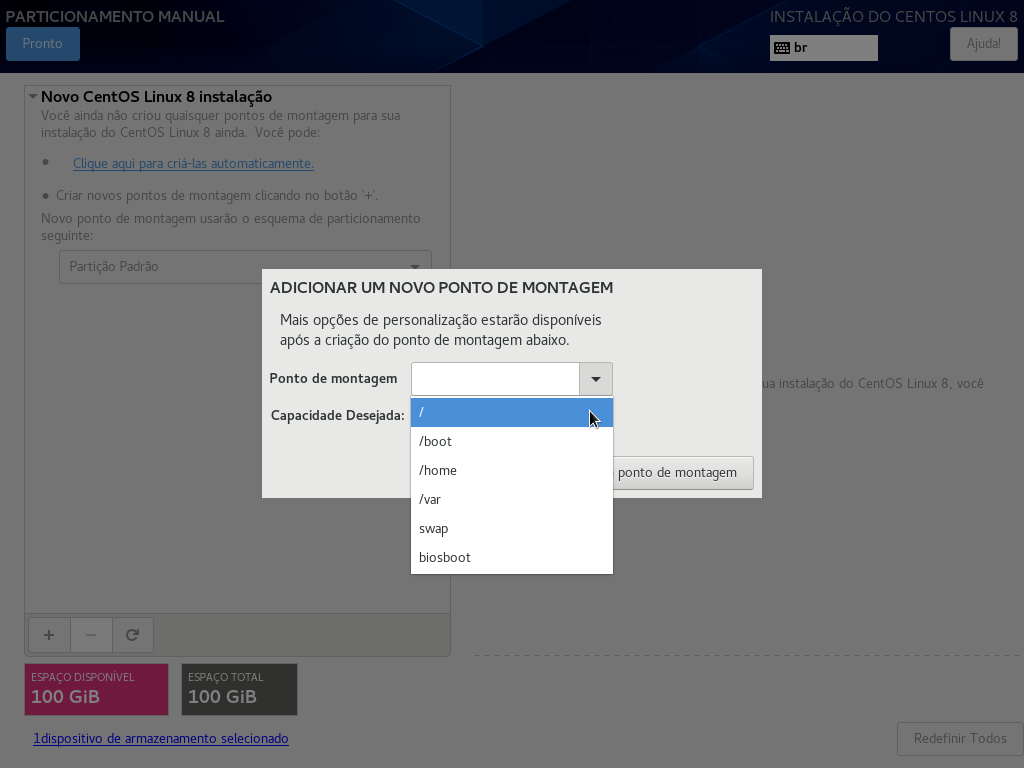 PARTICIONAMENTO MANUAL
INSTALAÇÃO DO CENTOS LINUX 8
Pronto
br
Ajuda!
Novo CentOS Linux 8 instalação
Você ainda não criou quaisquer pontos de montagem para sua
instalação do CentOS Linux 8 ainda. Você pode:
• Clique aqui para criá-las automaticamente.
• Criar novos pontos de montagem clicando no botão '+'.
Novo ponto de montagem usarão o esquema de particionamento
seguinte:
Partição Padrão
ADICIONAR UM NOVO PONTO DE MONTAGEM
Mais opções de personalização estarão disponíveis
após a criação do ponto de montagem abaixo.
Ponto de montagem
ua instalação do CentOS Linux 8, você
Capacidade Desejada:
/
/boot
/home
/var
swap
biosboot
ponto de montagem
+
−
ESPAÇO DISPONÍVEL
100 GiB
ESPAÇO TOTAL
100 GiB
1dispositivo de armazenamento selecionado
Redefinir Todos